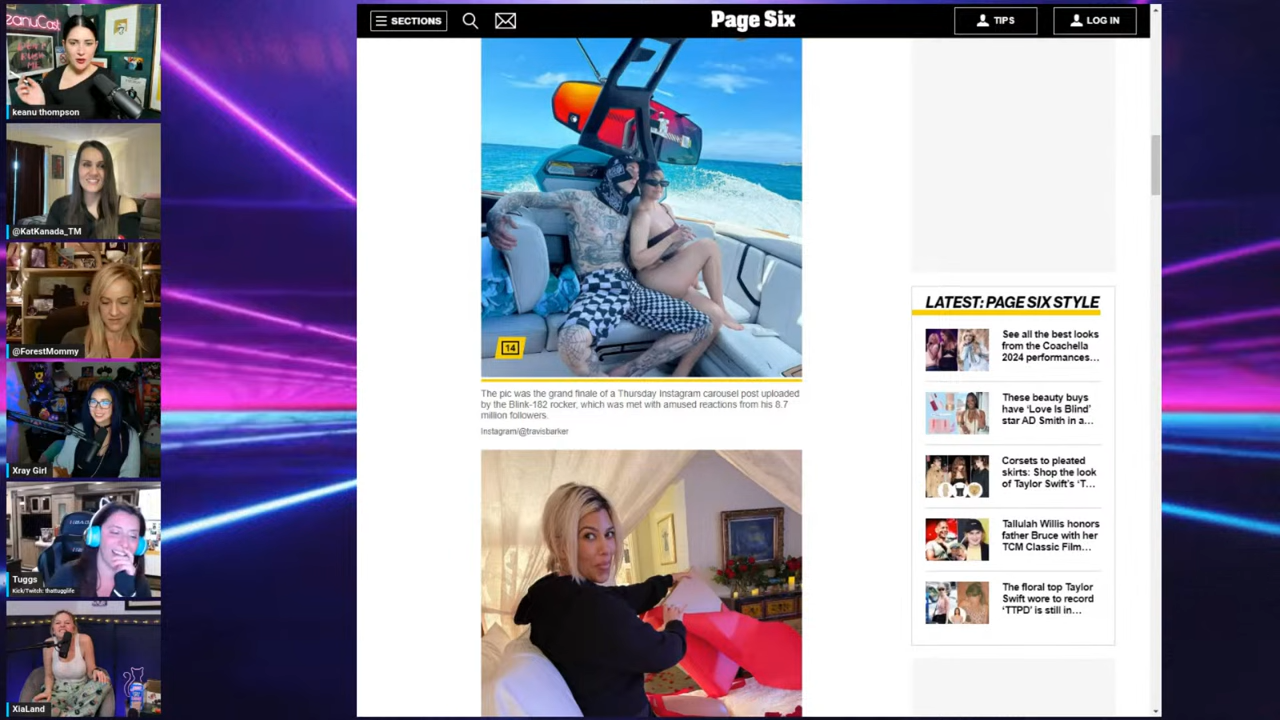 keanu thompson
@KatKanada_TM
@ForestMommy
Xray Girl
Tuggs
Kick/Twitch: thattugglife
XiaLand
SECTIONS
Page Six
TIPS
LOG IN
14
The pic was the grand finale of a Thursday Instagram carousel post uploaded
by the Blink-182 rocker, which was met with amused reactions from his 8.7
million followers.
Instagram/@travisbarker
LATEST: PAGE SIX STYLE
See all the best looks
from the Coachella
2024 performances...
These beauty buys
have ‘Love Is Blind’
star AD Smith in a...
Corsets to pleated
skirts: Shop the look
of Taylor Swift’s ‘T...
Tallulah Willis honors
father Bruce with her
TCM Classic Film...
The floral top Taylor
Swift wore to record
‘TTPD’ is still in...